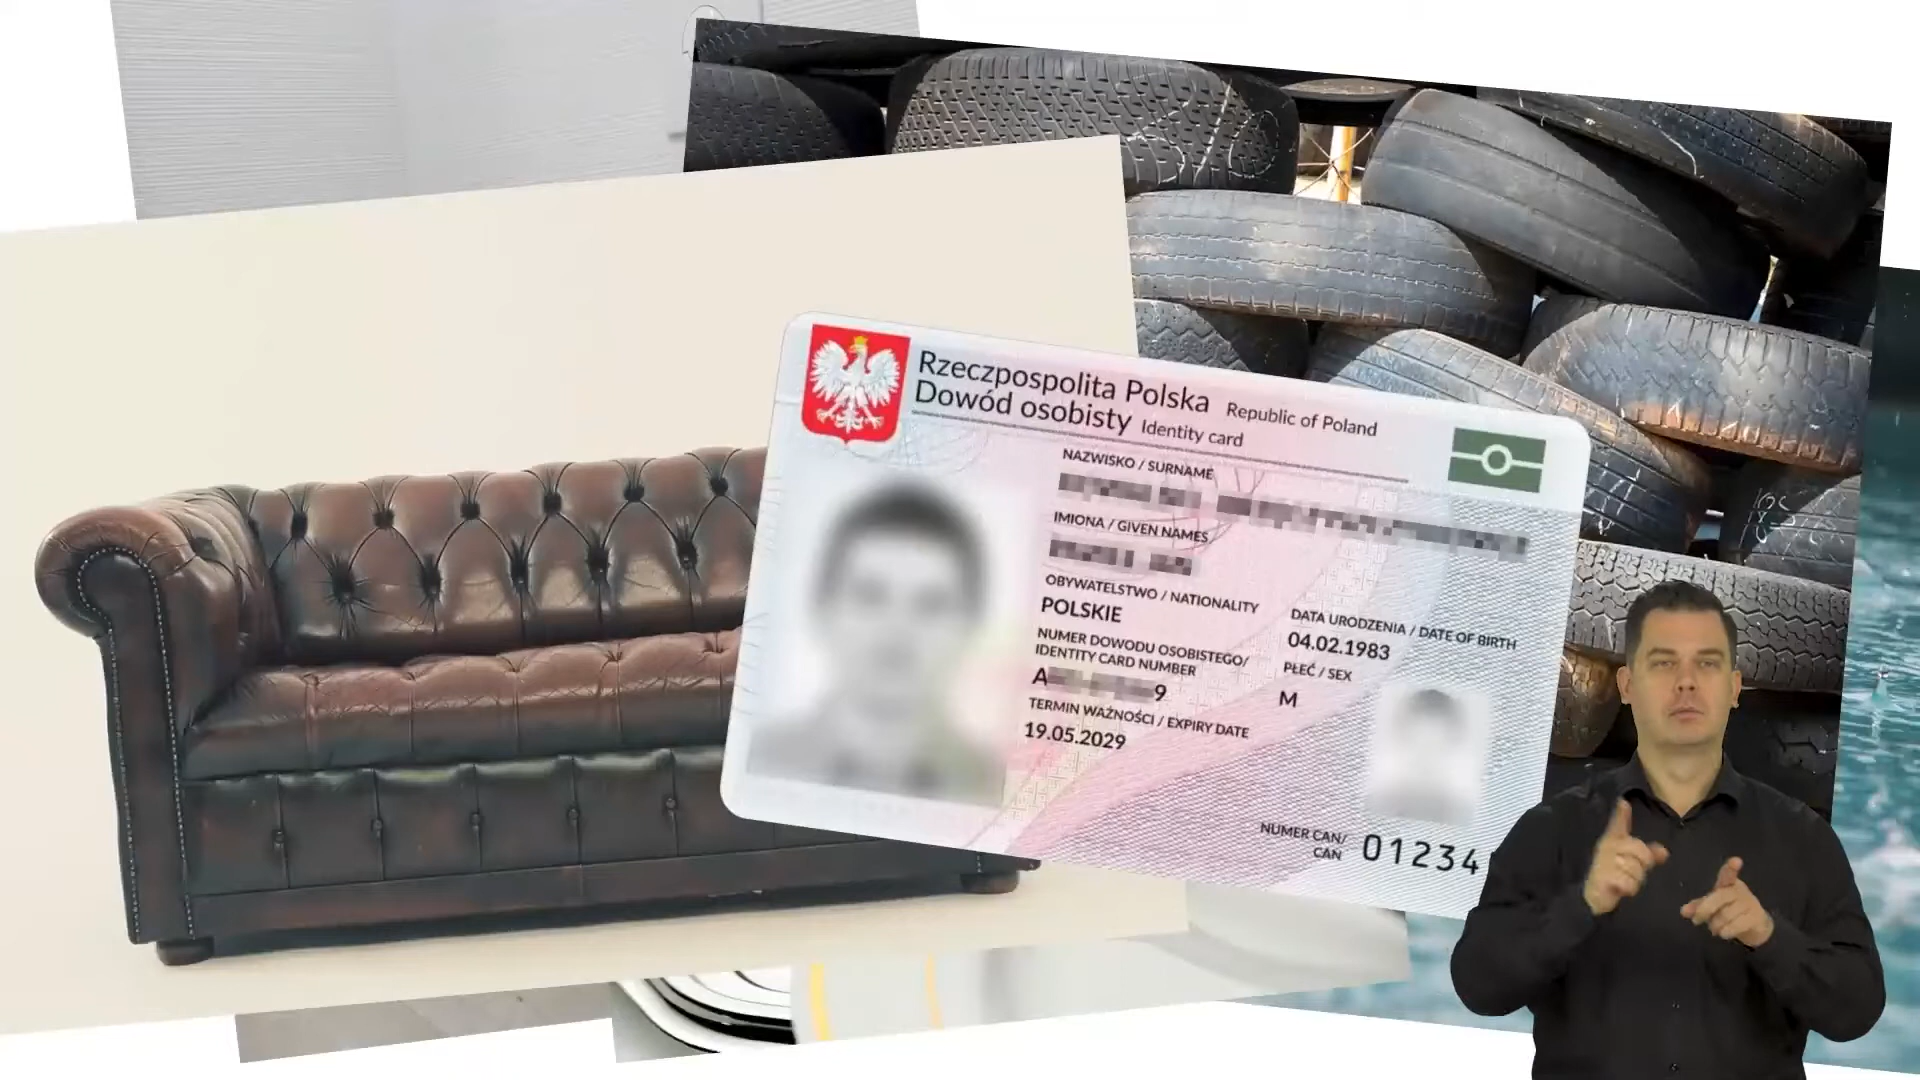 Rzeczpospolita Polska Republic of Poland
Dowód osobisty Identity card
NAZWISKO / SURNAME
IMIONA / GIVEN NAMES
OBYWATELSTWO / NATIONALITY
POLSKIE
DATA URODZENIA / DATE OF BIRTH
04.02.1983
NUMER DOWODU OSOBISTEGO/
IDENTITY CARD NUMBER
A 9
PŁEĆ / SEX
M
TERMIN WAŻNOŚCI / EXPIRY DATE
19.05.2029
NUMER CAN/
CAN
01234